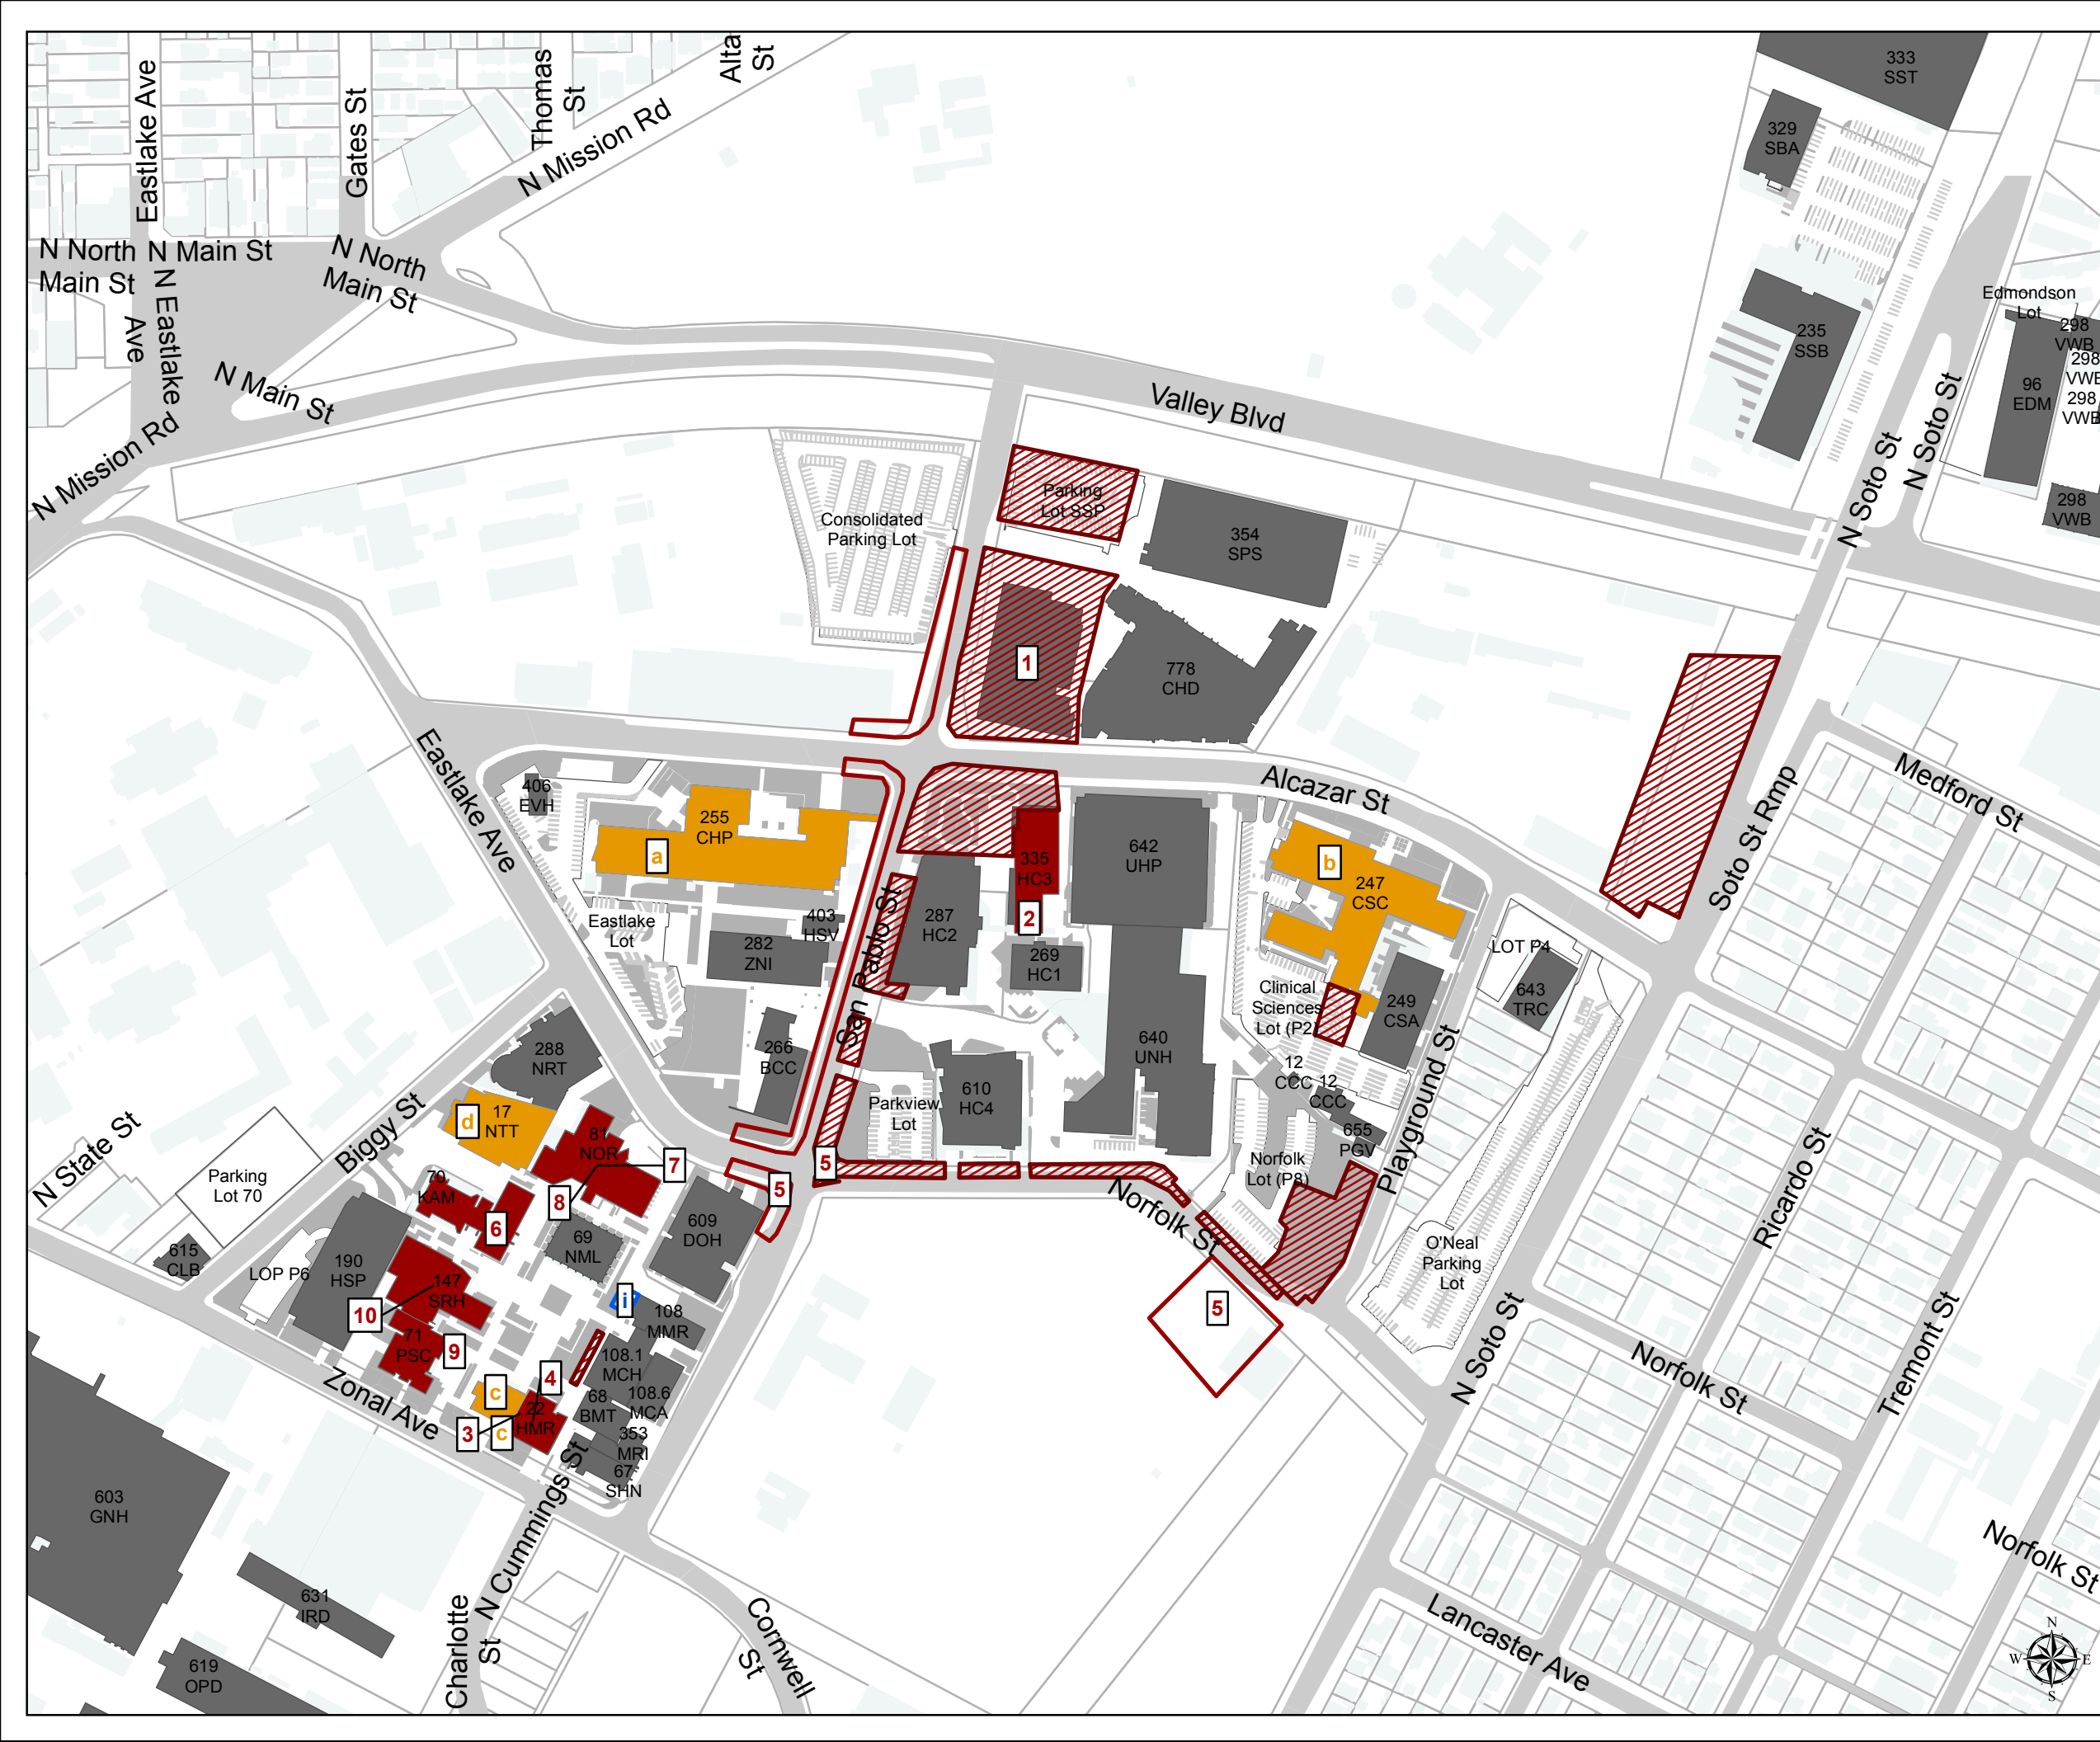 Eastlake Ave
Gates St
Thomas
St
Alta
St
N Mission Rd
333
SST
329
SBA
N North
Main St
N Main St
N Eastlake
Ave
N North
Main St
N Main St
N Mission Rd
Valley Blvd
235
SSB
N Soto St
N Soto St
Edmondson
Lot
298
VWB
298
VWB
298
VWB
96
EDM
298
VWB
Consolidated
Parking Lot
Parking
Lot SSP
354
SPS
1
778
CHD
Eastlake Ave
406
EVH
255
CHP
a
Alcazar St
335
HC3
2
642
UHP
b
247
CSC
Soto St Rmp
Medford St
Eastlake
Lot
403
HSV
282
ZNI
San Pablo St
287
HC2
269
HC1
Clinical
Sciences
Lot (P2)
249
CSA
LOT P4
643
TRC
288
NRT
266
BCC
640
UNH
12
CCC
12
CCC
Playground St
Parkview
Lot
610
HC4
655
PGV
d
17
NTT
81
NOR
7
5
5
Norfolk
Lot (P8)
Norfolk St
Biggy St
N State St
Parking
Lot 70
70
KAM
8
6
69
NML
609
DOH
615
CLB
LOP P6
190
HSP
147
SRH
10
i
108
MMR
5
O'Neal
Parking
Lot
Ricardo St
71
PSC
9
108.1
MCH
4
c
108.6
MCA
68
BMT
22
HMR
3
c
353
MRI
67
SHN
Zonal Ave
N Soto St
Norfolk St
Tremont St
603
GNH
N Cummings St
631
IRD
619
OPD
Charlotte
St
Cornwell
St
Lancaster Ave
Norfolk St
N
W
E
S